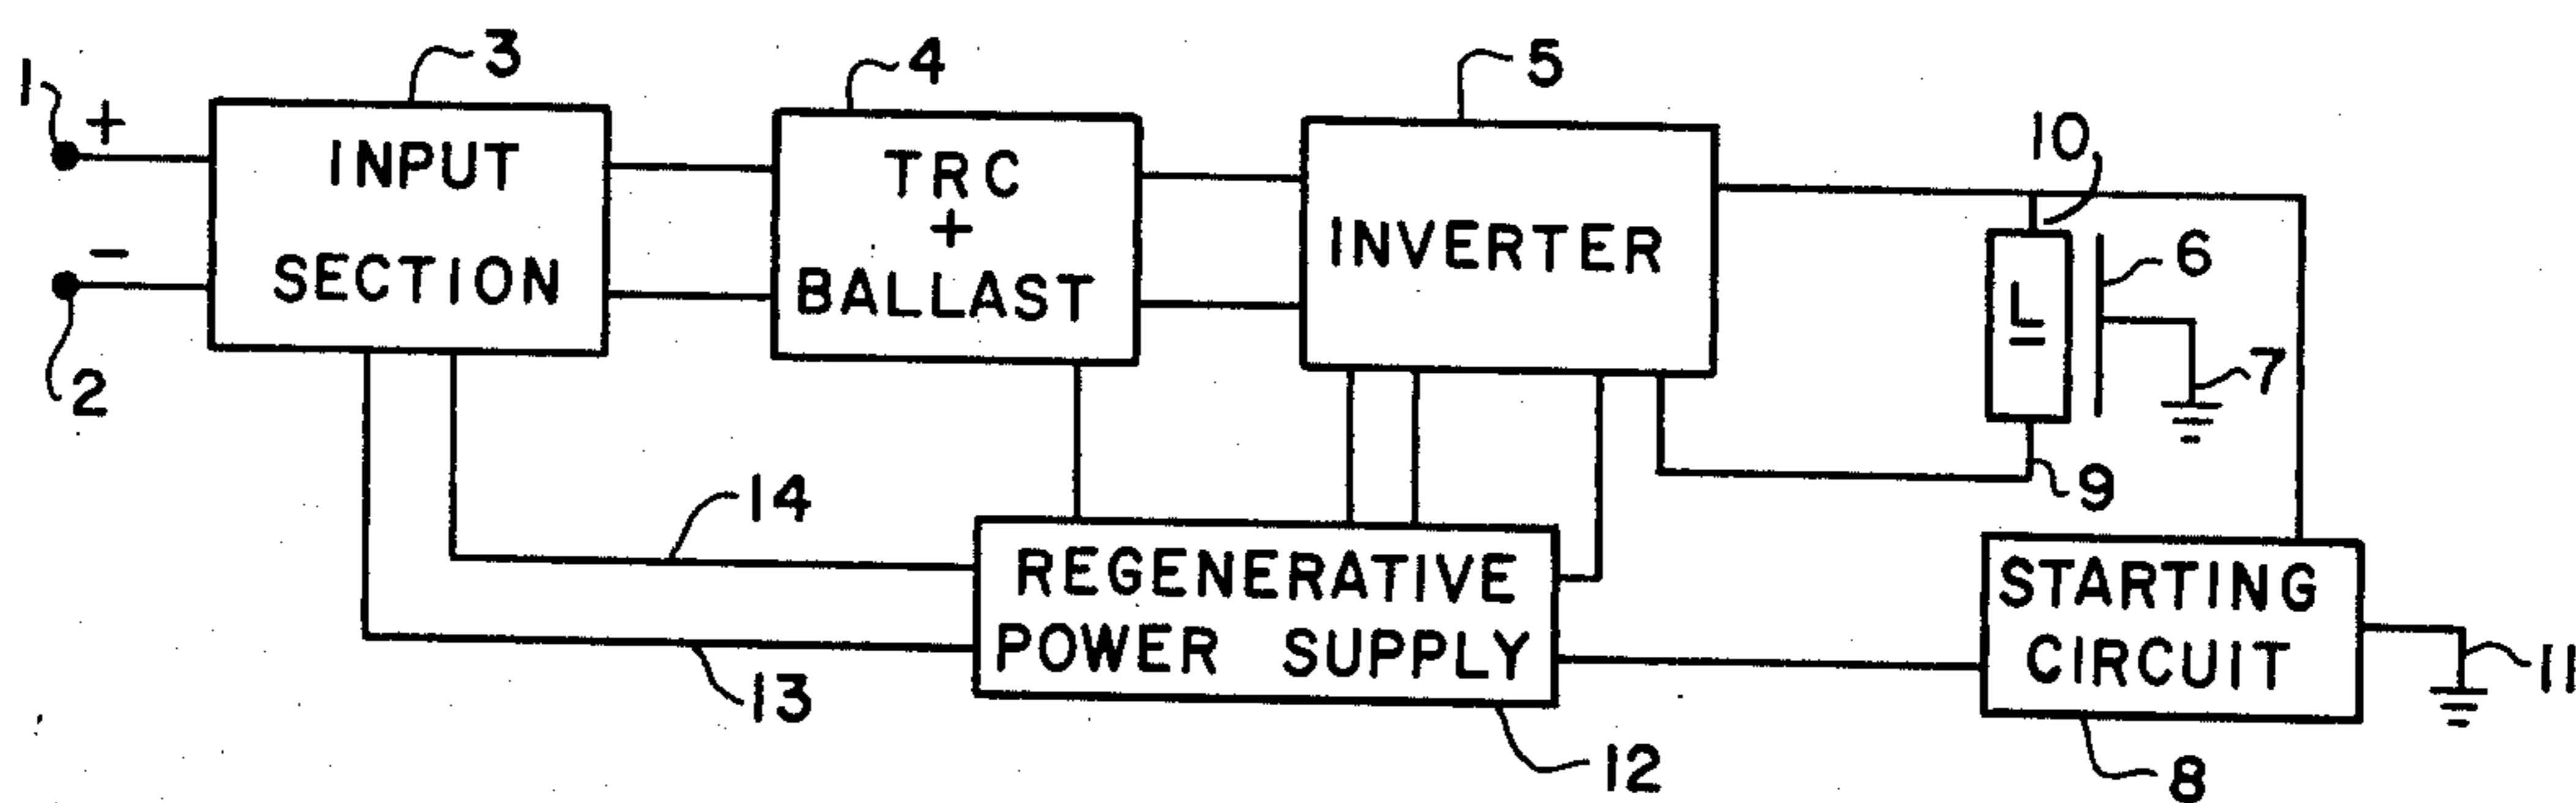 1
+
3
4
5
10
INPUT
SECTION
TRC
+
BALLAST
INVERTER
L
6
7
-
2
9
14
13
REGENERATIVE
POWER SUPPLY
STARTING
CIRCUIT
11
12
8